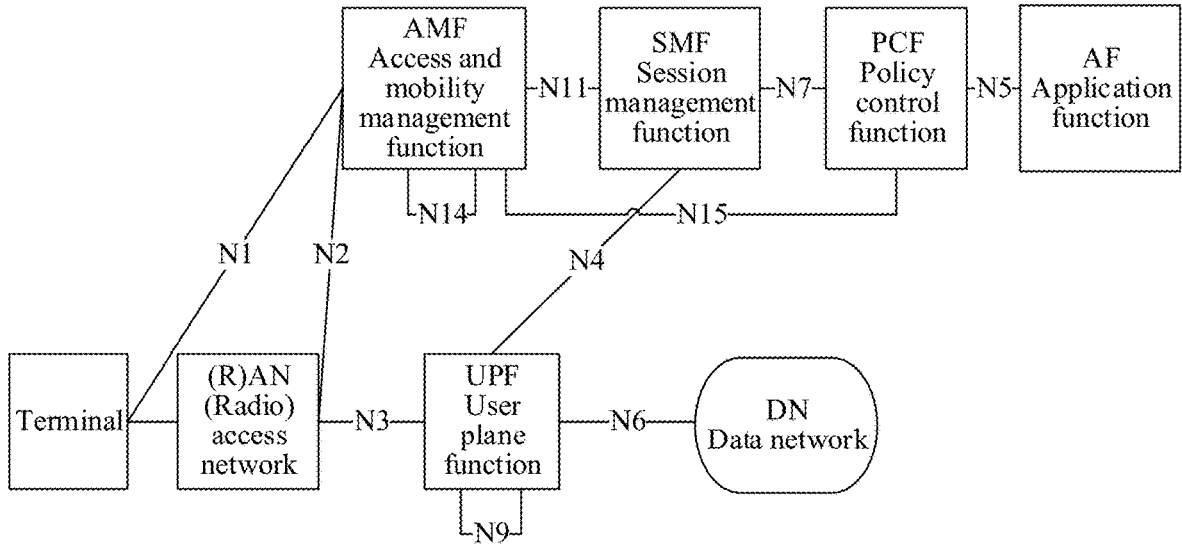 AMF
Access and
mobility
management
function
N11
SMF
Session
management
function
N7
PCF
Policy
control
function
N5
AF
Application
function
N14
N15
N1
N2
N4
Terminal
(R)AN
(Radio)
access
network
N3
UPF
User
plane
function
N6
DN
Data network
N9